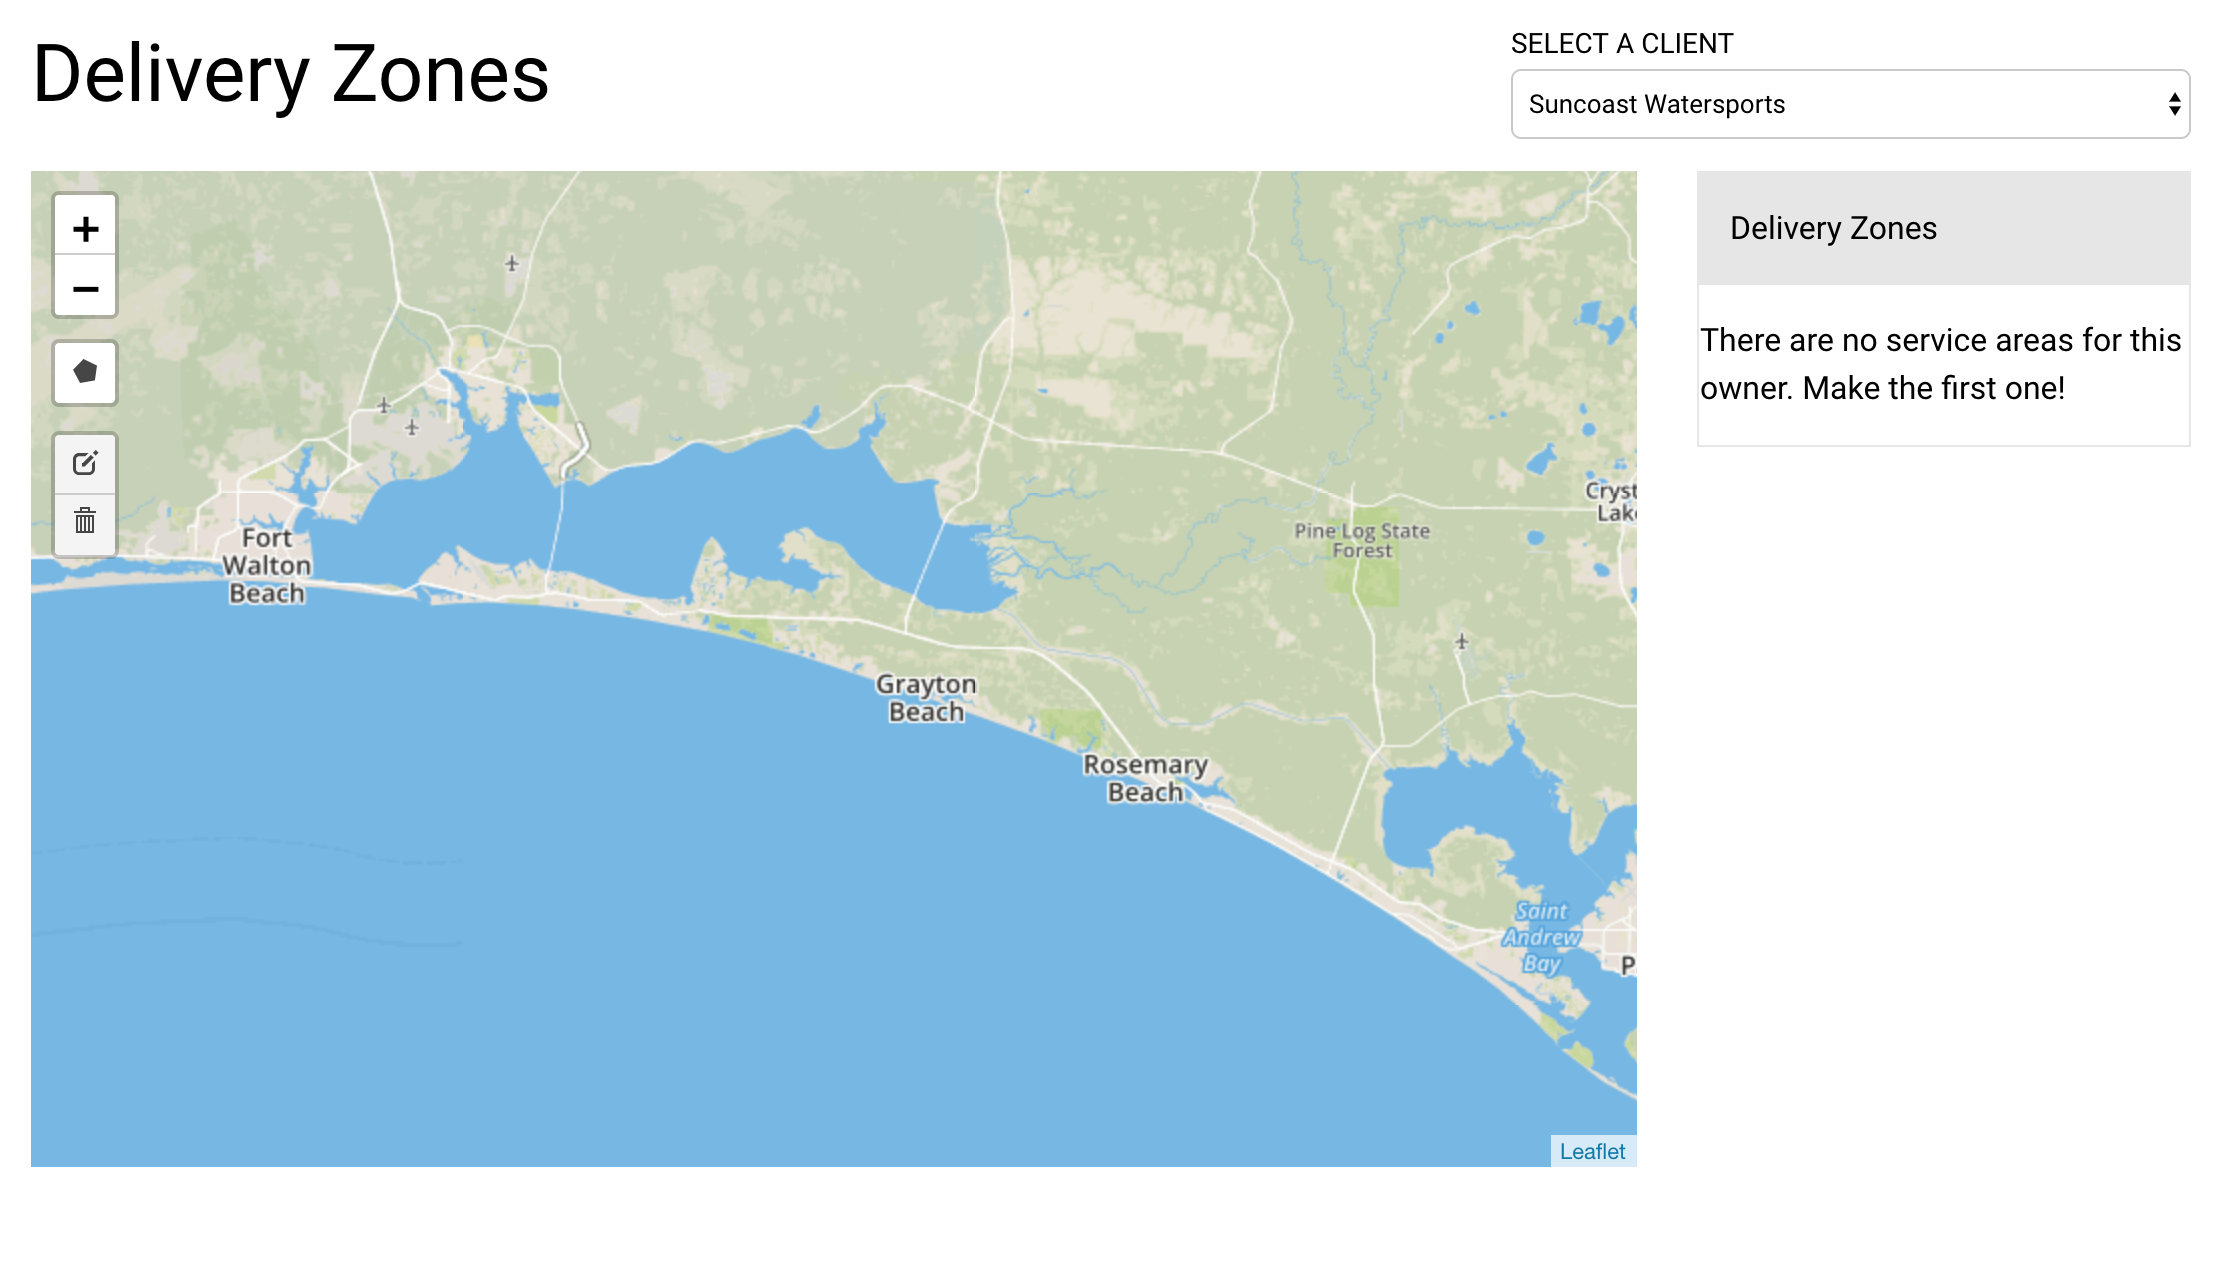 Delivery Zones
SELECT A CLIENT
Suncoast Watersports
+
−
Delivery Zones
There are no service areas for this
owner. Make the first one!
Cryst
Lake
Pine Log State
Forest
Fort
Walton
Beach
Grayton
Beach
Rosemary
Beach
Saint
Andrew
Bay
P
Leaflet